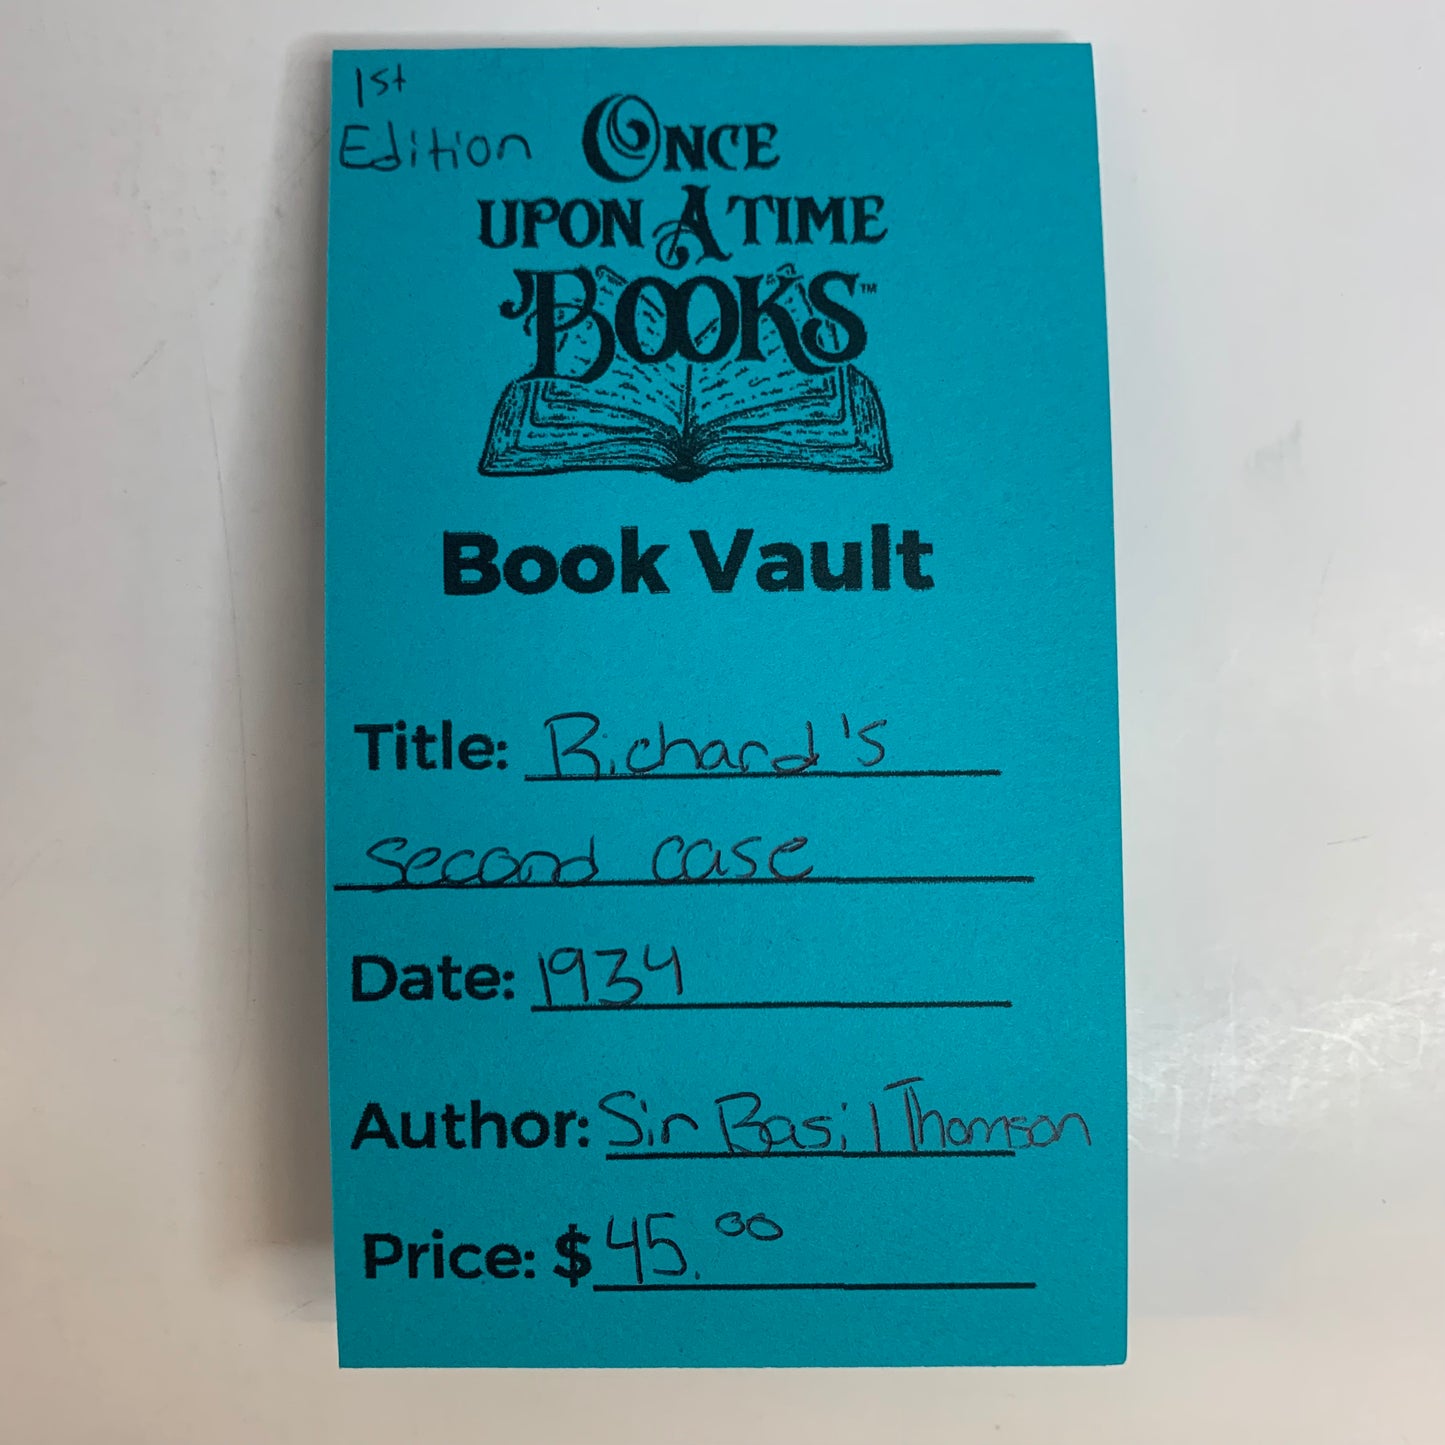 1st
Edition
ONCE
UPON A TIME
BOOKS™
Book Vault
Title: Richard's
second case
Date: 1934
Author: Sir Basil Thomson
Price: $45.00